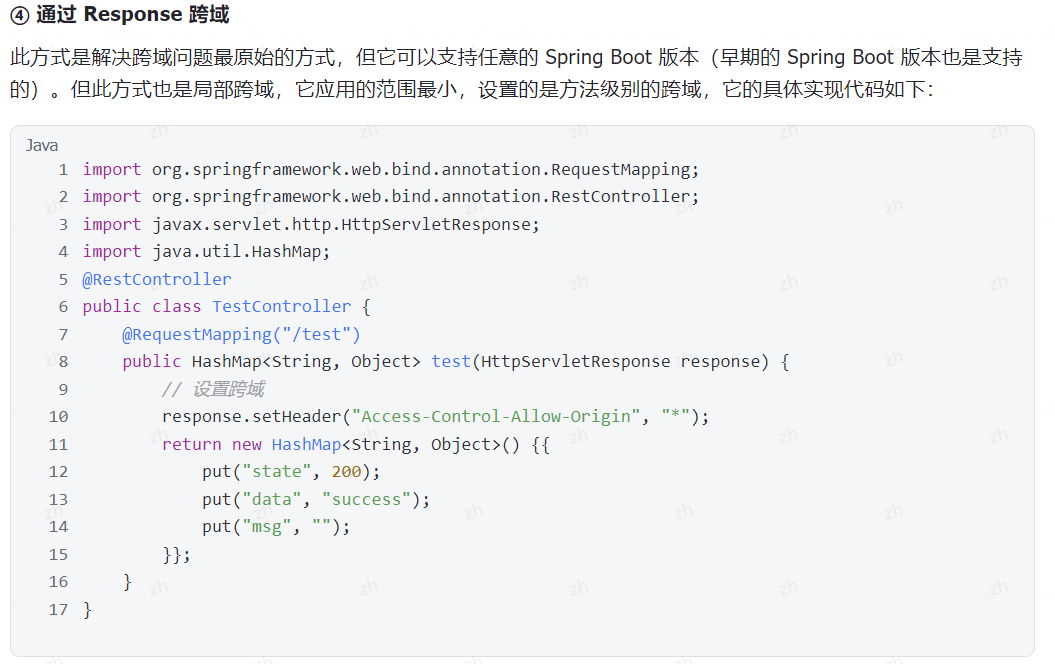 ④ 通过 Response 跨域
此方式是解决跨域问题最原始的方式，但它可以支持任意的 Spring Boot 版本（早期的 Spring Boot 版本也是支持
的）。但此方式也是局部跨域，它应用的范围最小，设置的是方法级别的跨域，它的具体实现代码如下：
Java
1 import org.springframework.web.bind.annotation.RequestMapping;
2 import org.springframework.web.bind.annotation.RestController;
3 import javax.servlet.http.HttpServletResponse;
4 import java.util.HashMap;
5 @RestController
6 public class TestController {
7     @RequestMapping("/test")
8     public HashMap<String, Object> test(HttpServletResponse response) {
9         // 设置跨域
10         response.setHeader("Access-Control-Allow-Origin", "*");
11         return new HashMap<String, Object>() {{
12             put("state", 200);
13             put("data", "success");
14             put("msg", "");
15         }};
16     }
17 }